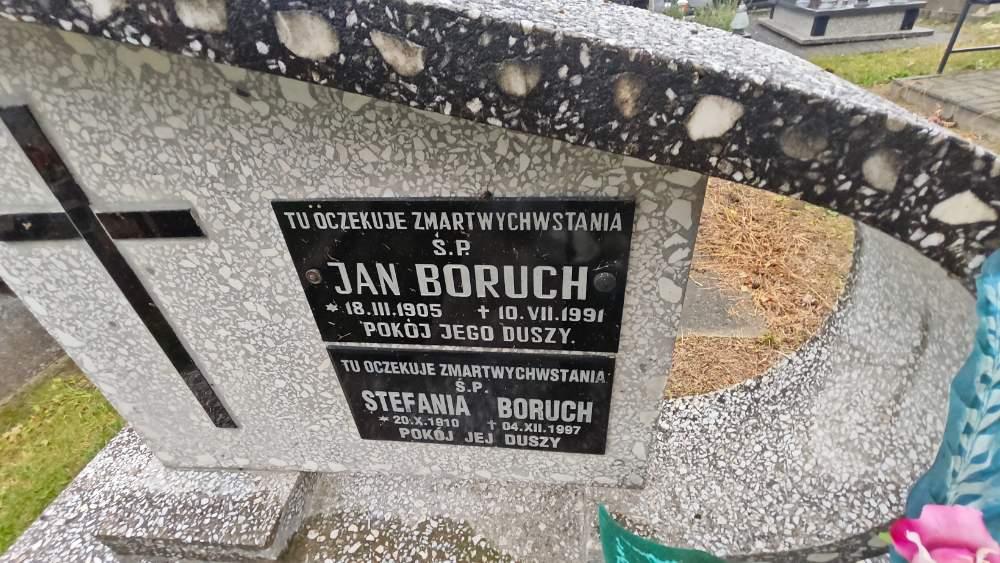 TU OCZEKUJE ZMARTWYCHWSTANIA
Ś.P.
JAN BORUCH
* 18.III.1905 † 10.VII.1991
POKÓJ JEGO DUSZY.
TU OCZEKUJE ZMARTWYCHWSTANIA
Ś.P.
STEFANIA BORUCH
* 20.X.1910 † 04.XII.1997
POKÓJ JEJ DUSZY